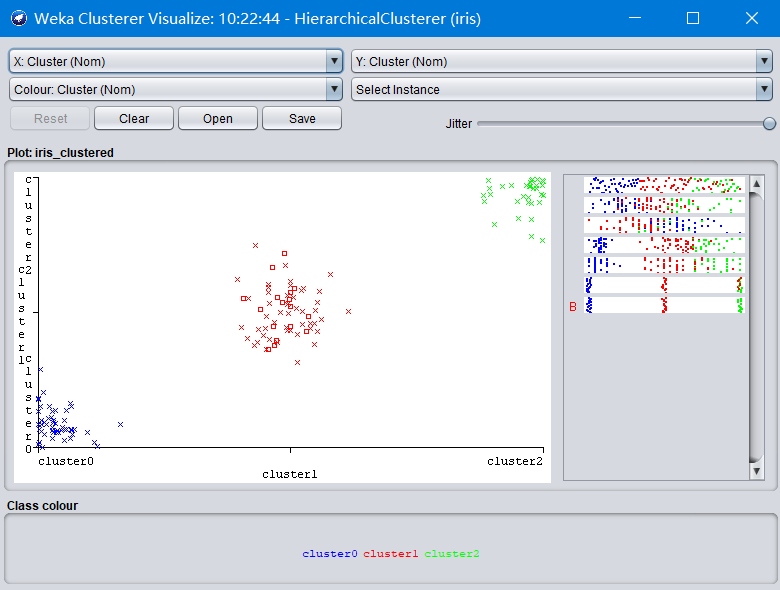 Weka Clusterer Visualize: 10:22:44 - HierarchicalClusterer (iris)
X: Cluster (Nom)
Y: Cluster (Nom)
Colour: Cluster (Nom)
Select Instance
Reset
Clear
Open
Save
Jitter
Plot: iris_clustered
cluster2
cluster1
cluster0
cluster0
cluster1
cluster2
B
Class colour
cluster0 cluster1 cluster2